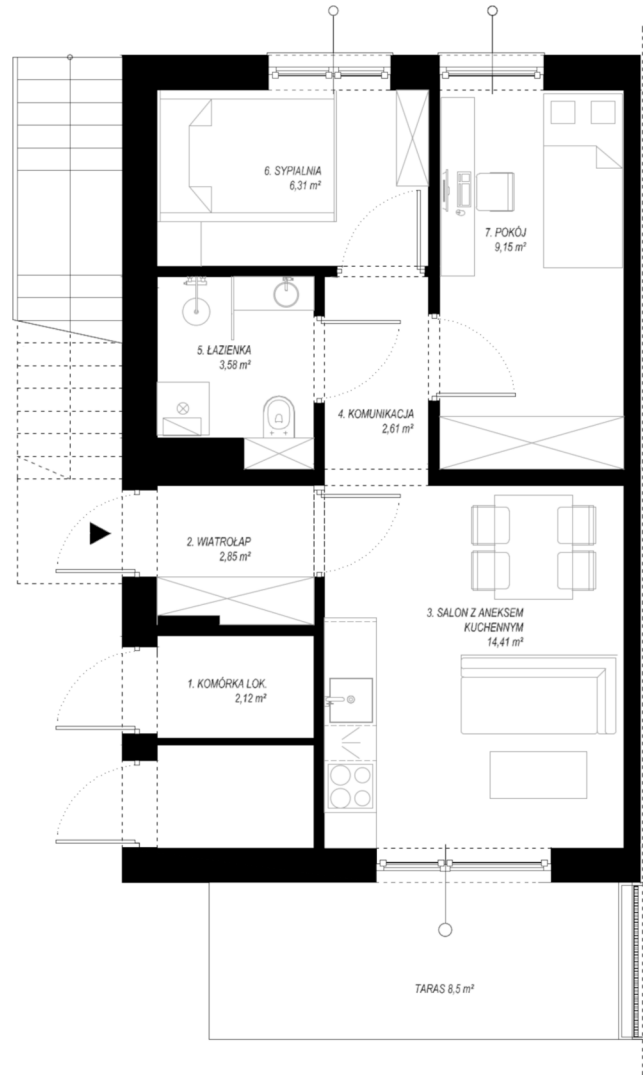 6. SYPIALNIA
6,31 m²
7. POKÓJ
9,15 m²
5. ŁAZIENKA
3,58 m²
4. KOMUNIKACJA
2,61 m²
2. WIATROŁAP
2,85 m²
3. SALON Z ANEKSEM
KUCHENNYM
14,41 m²
1. KOMÓRKA LOK.
2,12 m²
TARAS 8,5 m²